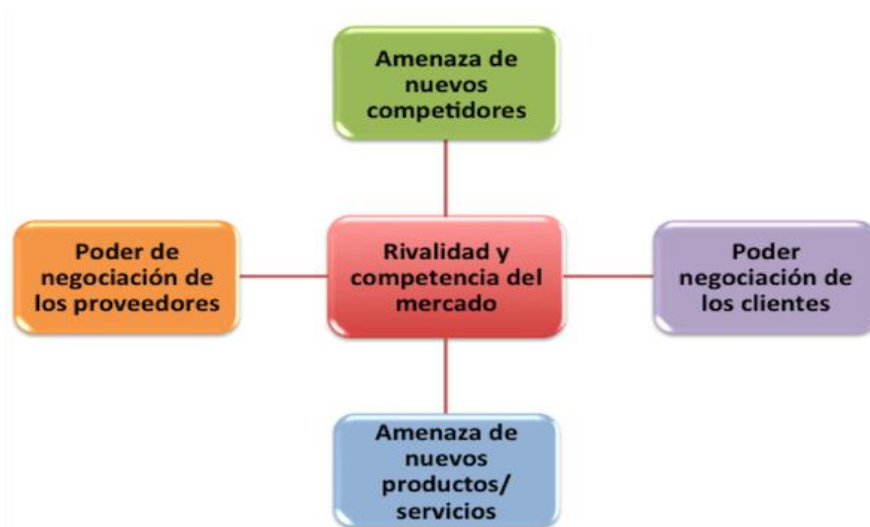 Amenaza de
nuevos
competidores
Poder de
negociación de
los proveedores
Rivalidad y
competencia del
mercado
Poder
negociación de
los clientes
Amenaza de
nuevos
productos/
servicios